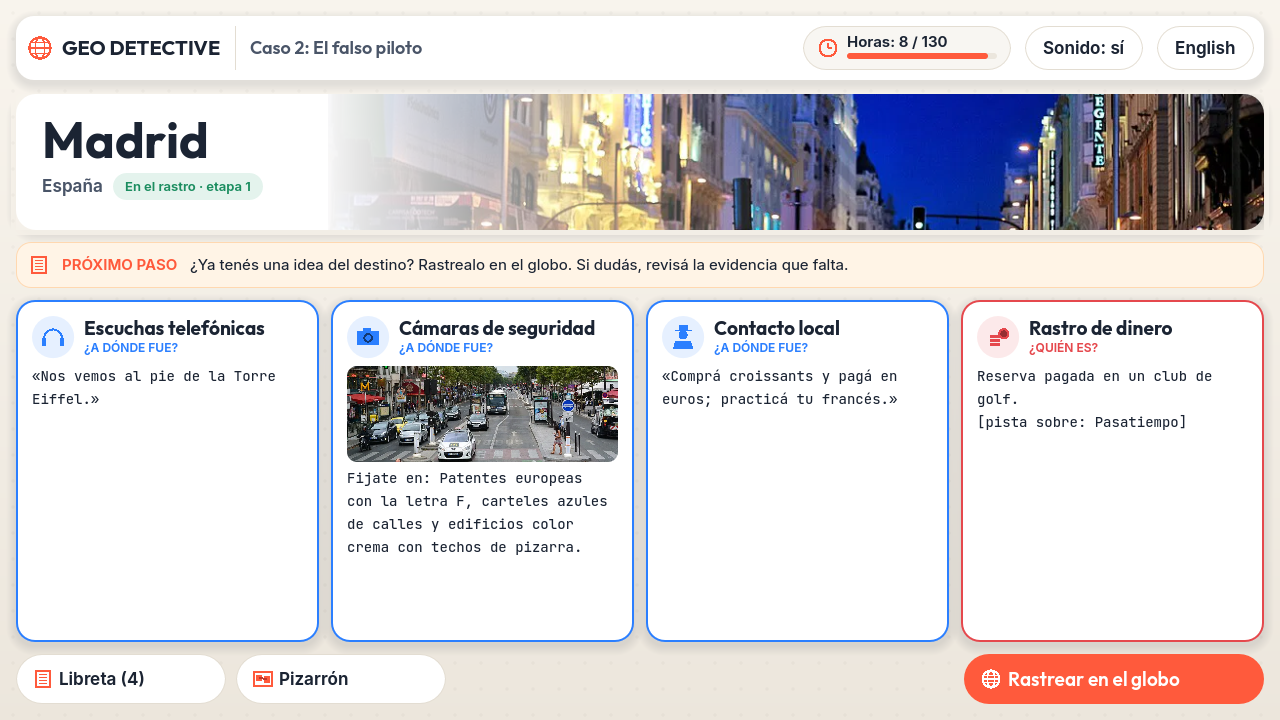 GEO DETECTIVE
Caso 2: El falso piloto
Horas: 8 / 130
Sonido: sí
English
Madrid
España
En el rastro · etapa 1
PRÓXIMO PASO ¿Ya tenés una idea del destino? Rastrealo en el globo. Si dudás, revisá la evidencia que falta.
Escuchas telefónicas
¿A DÓNDE FUE?
«Nos vemos al pie de la Torre
Eiffel.»
Cámaras de seguridad
¿A DÓNDE FUE?
Fijate en: Patentes europeas
con la letra F, carteles azules
de calles y edificios color
crema con techos de pizarra.
Contacto local
¿A DÓNDE FUE?
«Comprá croissants y pagá en
euros; practicá tu francés.»
Rastro de dinero
¿QUIÉN ES?
Reserva pagada en un club de
golf.
[pista sobre: Pasatiempo]
Libreta (4)
Pizarrón
Rastrear en el globo